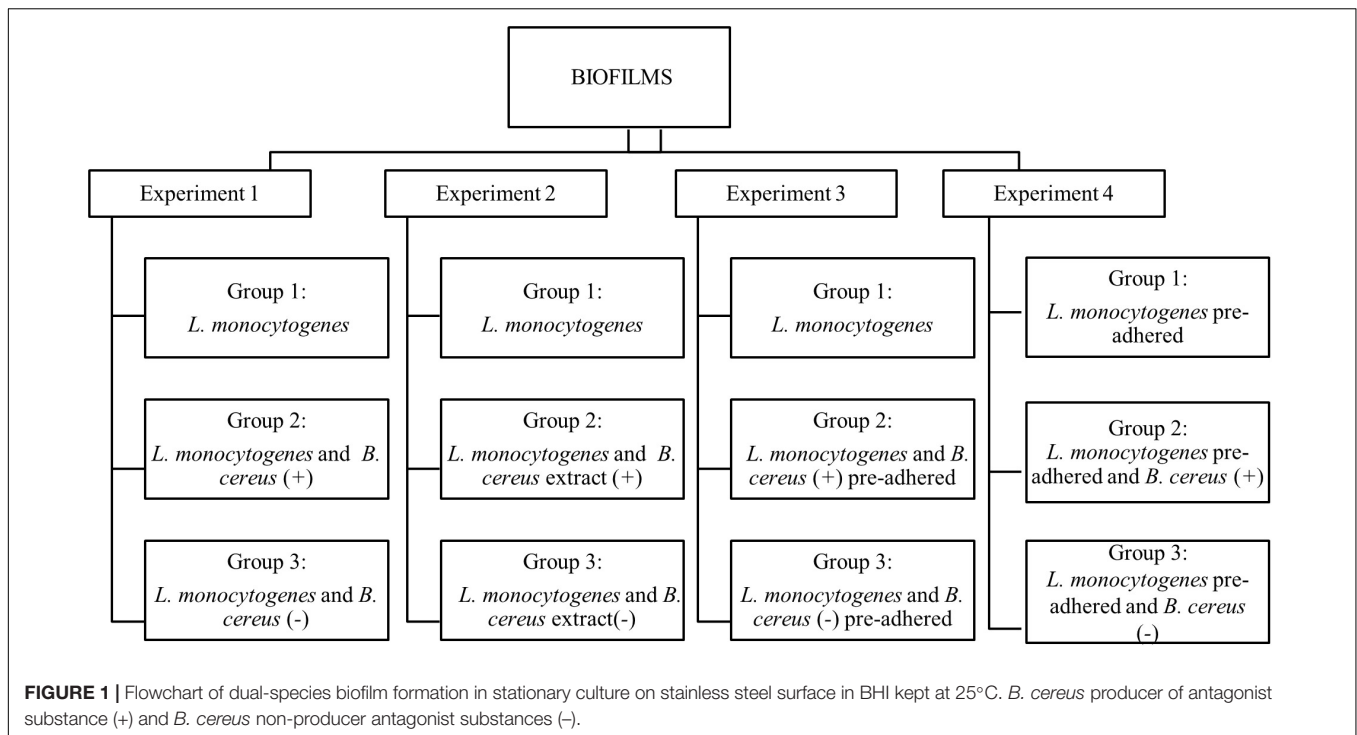 BIOFILMS
Experiment 1
Experiment 2
Experiment 3
Experiment 4
Group 1:
L. monocytogenes
Group 1:
L. monocytogenes
Group 1:
L. monocytogenes
Group 1:
L. monocytogenes pre-
adhered
Group 2:
L. monocytogenes and B.
cereus (+)
Group 2:
L. monocytogenes and B.
cereus extract (+)
Group 2:
L. monocytogenes and B.
cereus (+) pre-adhered
Group 2:
L. monocytogenes pre-
adhered and B. cereus (+)
Group 3:
L. monocytogenes and B.
cereus (-)
Group 3:
L. monocytogenes and B.
cereus extract(-)
Group 3:
L. monocytogenes and B.
cereus (-) pre-adhered
Group 3:
L. monocytogenes pre-
adhered and B. cereus
(-)
FIGURE 1 | Flowchart of dual-species biofilm formation in stationary culture on stainless steel surface in BHI kept at 25°C. B. cereus producer of antagonist
substance (+) and B. cereus non-producer antagonist substances (–).